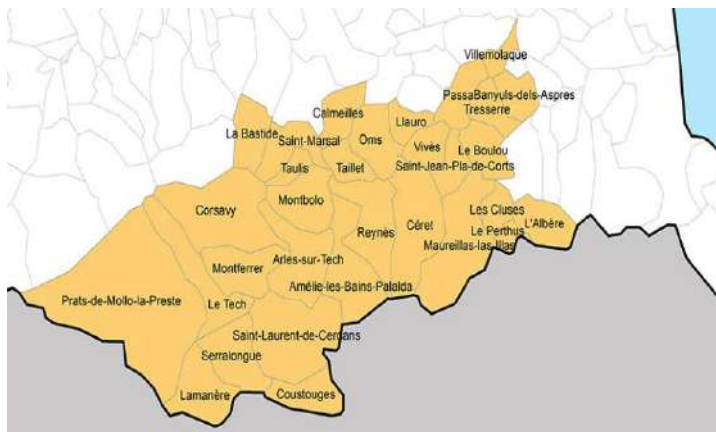 Villemolaque
PassaBanyuls-dels-Aspres
Tresserre
Calmeilles
Llauro
La Bastide
Saint-Marsal
Oms
Vivès
Le Boulou
Taulis
Taillet
Saint-Jean-Pla-de-Corts
Corsavy
Montbolo
Reynès
Céret
Les Cluses
Le Perthus
L'Albère
Maureillas-las-Illas
Montferrer
Arles-sur-Tech
Amélie-les-Bains-Palalda
Prats-de-Mollo-la-Preste
Le Tech
Saint-Laurent-de-Cerdans
Serralongue
Lamanère
Coustouges